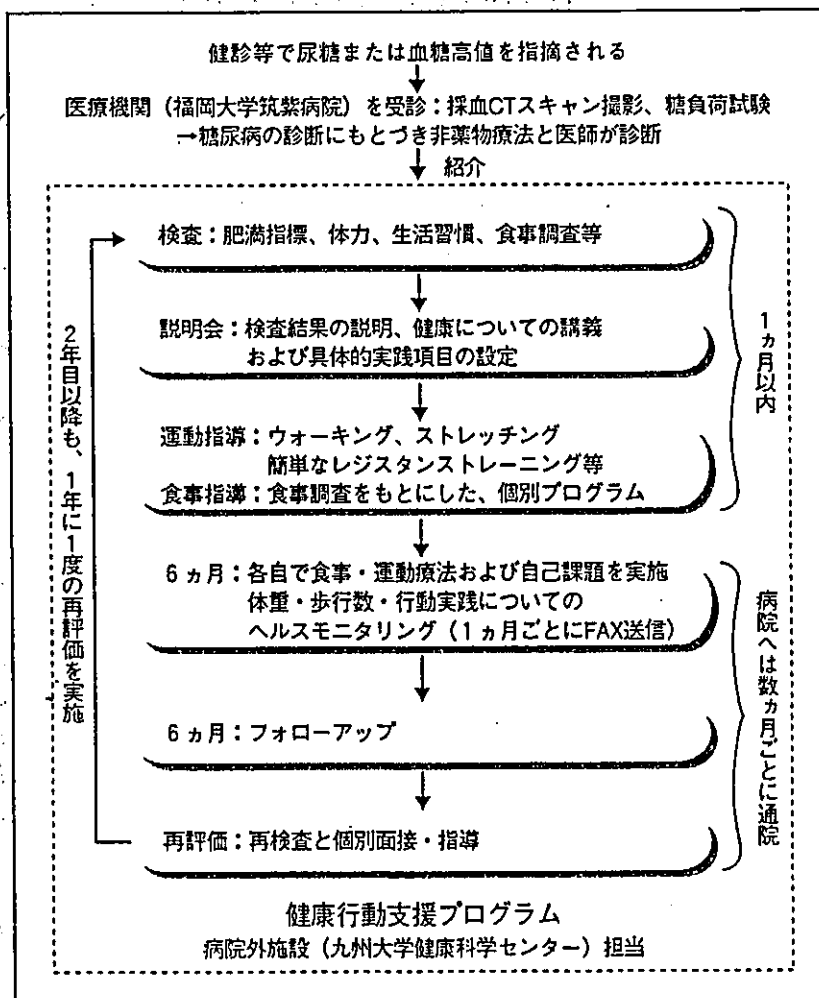 健診等で尿糖または血糖高値を指摘される
医療機関（福岡大学筑紫病院）を受診：採血CTスキャン撮影、糖負荷試験
→糖尿病の診断にもとづき非薬物療法と医師が診断
紹介
検査：肥満指標、体力、生活習慣、食事調査等
説明会：検査結果の説明、健康についての講義
および具体的実践項目の設定
運動指導：ウォーキング、ストレッチング
簡単なレジスタンストレーニング等
食事指導：食事調査をもとにした、個別プログラム
1ヵ月以内
6ヵ月：各自で食事・運動療法および自己課題を実施
体重・歩行数・行動実践についての
ヘルスモニタリング（1ヵ月ごとにFAX送信）
6ヵ月：フォローアップ
再評価：再検査と個別面接・指導
病院へは数ヵ月ごとに通院
2年目以降も、1年に1度の再評価を実施
健康行動支援プログラム
病院外施設（九州大学健康科学センター）担当